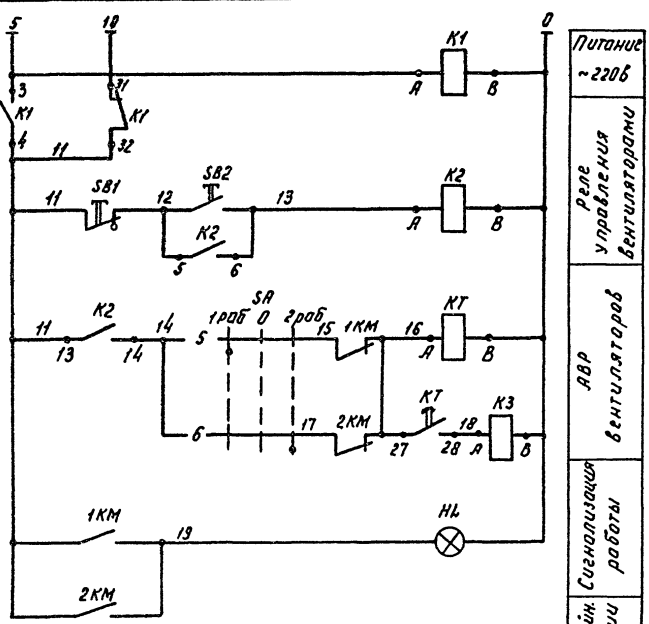 5 10 0
K1
A B
3 31
K1 K1
4 32
11
11 SB1 12 SB2 13 K2
A B
K2
5 6
SA
11 K2 14 1раб 0 2раб 15 1KM 16 KT
13 14 5 A B
6 17 2KM 27 KT 28 18 A K3 B
1KM 19 HL
2KM
Питание
~220в
Реле
управления
вентиляторами
АВР
вентиляторов
Сигнализация
работы